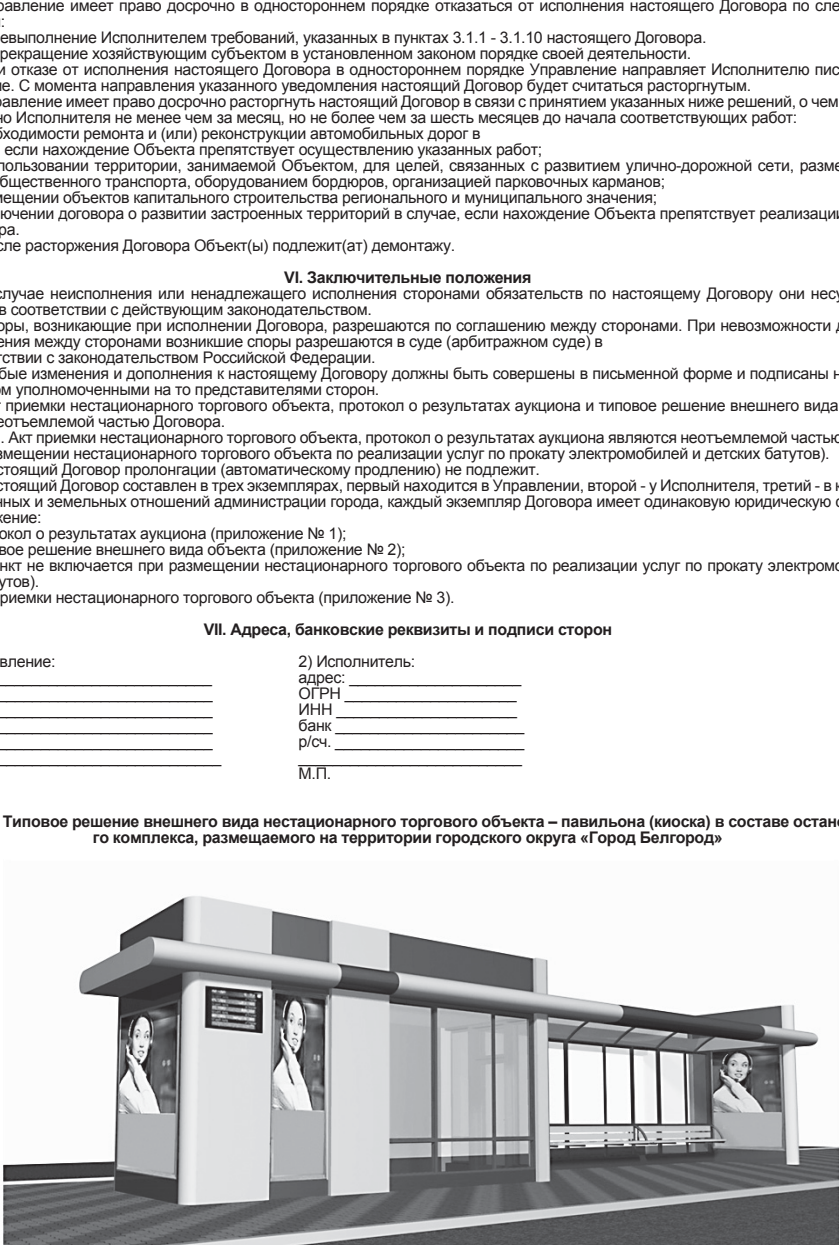 равление имеет право досрочно в одностороннем порядке отказаться от исполнения настоящего Договора по сле
:
евыполнение Исполнителем требований, указанных в пунктах 3.1.1 - 3.1.10 настоящего Договора.
рекращение хозяйствующим субъектом в установленном законом порядке своей деятельности.
и отказе от исполнения настоящего Договора в одностороннем порядке Управление направляет Исполнителю пис
ие. С момента направления указанного уведомления настоящий Договор будет считаться расторгнутым.
равление имеет право досрочно расторгнуть настоящий Договор в связи с принятием указанных ниже решений, о чем
но Исполнителя не менее чем за месяц, но не более чем за шесть месяцев до начала соответствующих работ:
бходимости ремонта и (или) реконструкции автомобильных дорог в
, если нахождение Объекта препятствует осуществлению указанных работ;
пользовании территории, занимаемой Объектом, для целей, связанных с развитием улично-дорожной сети, разме
общественного транспорта, оборудованием бордюров, организацией парковочных карманов;
мещении объектов капитального строительства регионального и муниципального значения;
лючении договора о развитии застроенных территорий в случае, если нахождение Объекта препятствует реализации
ра.
сле расторжения Договора Объект(ы) подлежит(ат) демонтажу.
VI. Заключительные положения
случае неисполнения или ненадлежащего исполнения сторонами обязательств по настоящему Договору они несу
в соответствии с действующим законодательством.
оры, возникающие при исполнении Договора, разрешаются по соглашению между сторонами. При невозможности д
ения между сторонами возникшие споры разрешаются в суде (арбитражном суде) в
тствии с законодательством Российской Федерации.
бые изменения и дополнения к настоящему Договору должны быть совершены в письменной форме и подписаны н
м уполномоченными на то представителями сторон.
т приемки нестационарного торгового объекта, протокол о результатах аукциона и типовое решение внешнего вида
неотъемлемой частью Договора.
. Акт приемки нестационарного торгового объекта, протокол о результатах аукциона являются неотъемлемой частью
змещении нестационарного торгового объекта по реализации услуг по прокату электромобилей и детских батутов).
стоящий Договор пролонгации (автоматическому продлению) не подлежит.
стоящий Договор составлен в трех экземплярах, первый находится в Управлении, второй - у Исполнителя, третий - в к
нных и земельных отношений администрации города, каждый экземпляр Договора имеет одинаковую юридическую с
жение:
окол о результатах аукциона (приложение № 1);
вое решение внешнего вида объекта (приложение № 2);
нкт не включается при размещении нестационарного торгового объекта по реализации услуг по прокату электромо
утов).
риемки нестационарного торгового объекта (приложение № 3).
VII. Адреса, банковские реквизиты и подписи сторон
вление:
2) Исполнитель:
адрес:
ОГРН
ИНН
банк
р/сч.
М.П.
Типовое решение внешнего вида нестационарного торгового объекта – павильона (киоска) в составе остано
го комплекса, размещаемого на территории городского округа «Город Белгород»